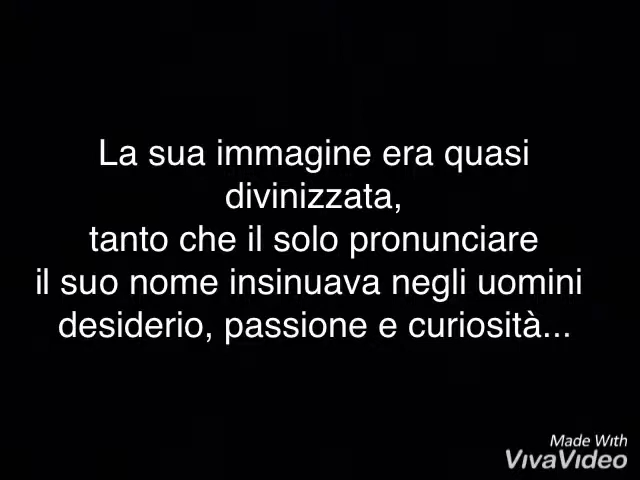 La sua immagine era quasi
divinizzata,
tanto che il solo pronunciare
il suo nome insinuava negli uomini
desiderio, passione e curiosità...
Made With
VivaVideo